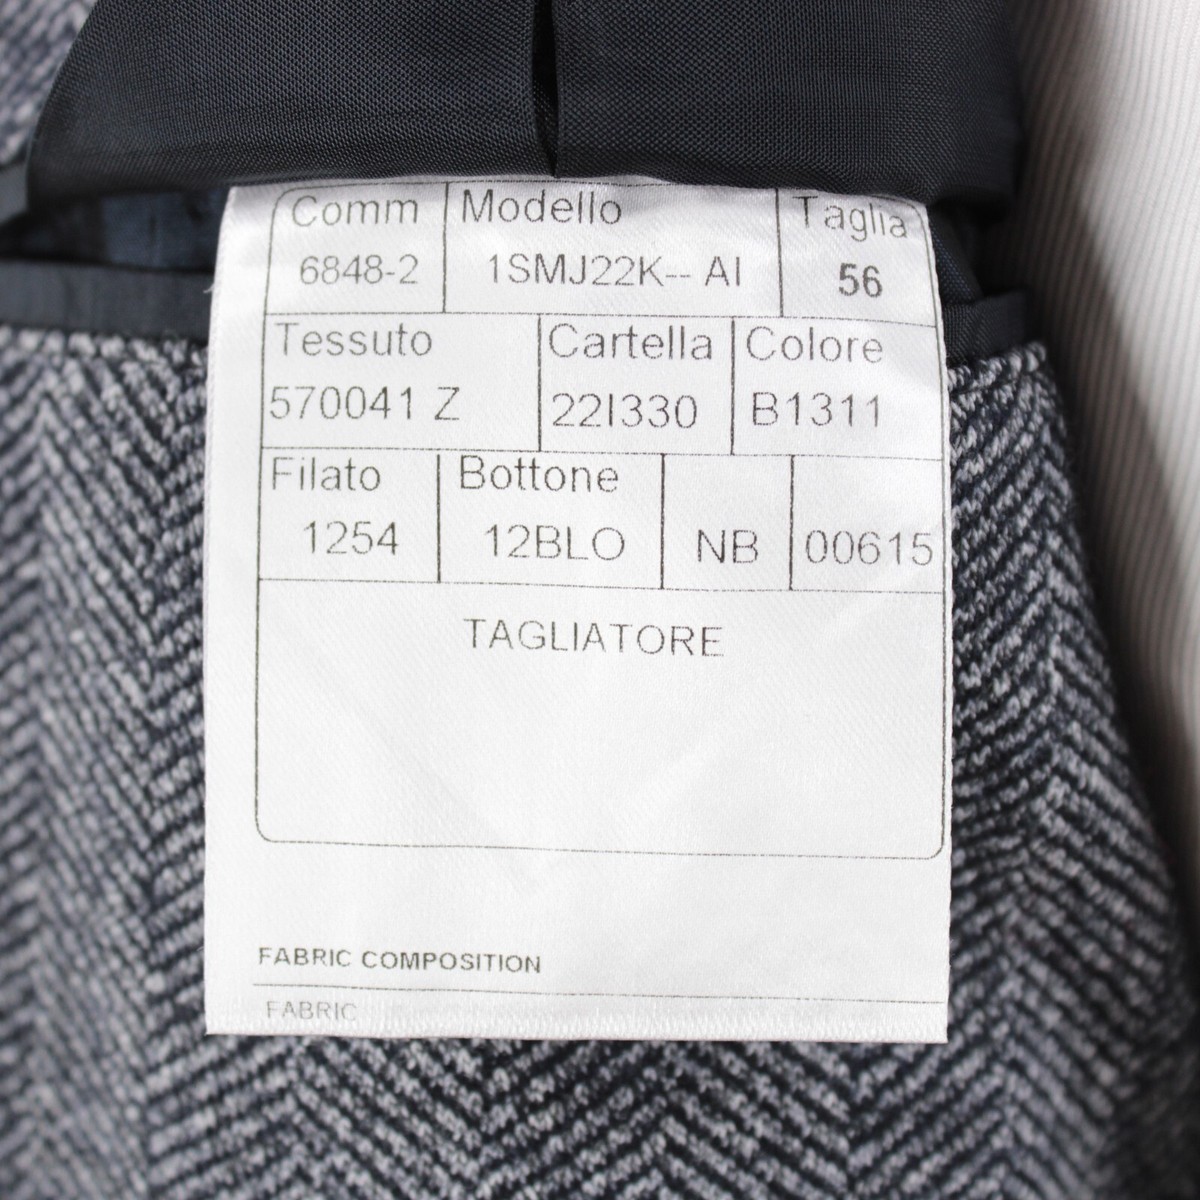 Comm Modello Taglia
6848-2 1SMJ22K-- AI 56
Tessuto Cartella Colore
570041 Z 22I330 B1311
Filato Bottone
1254 12BLO NB 00615
TAGLIATORE
FABRIC COMPOSITION
FABRIC